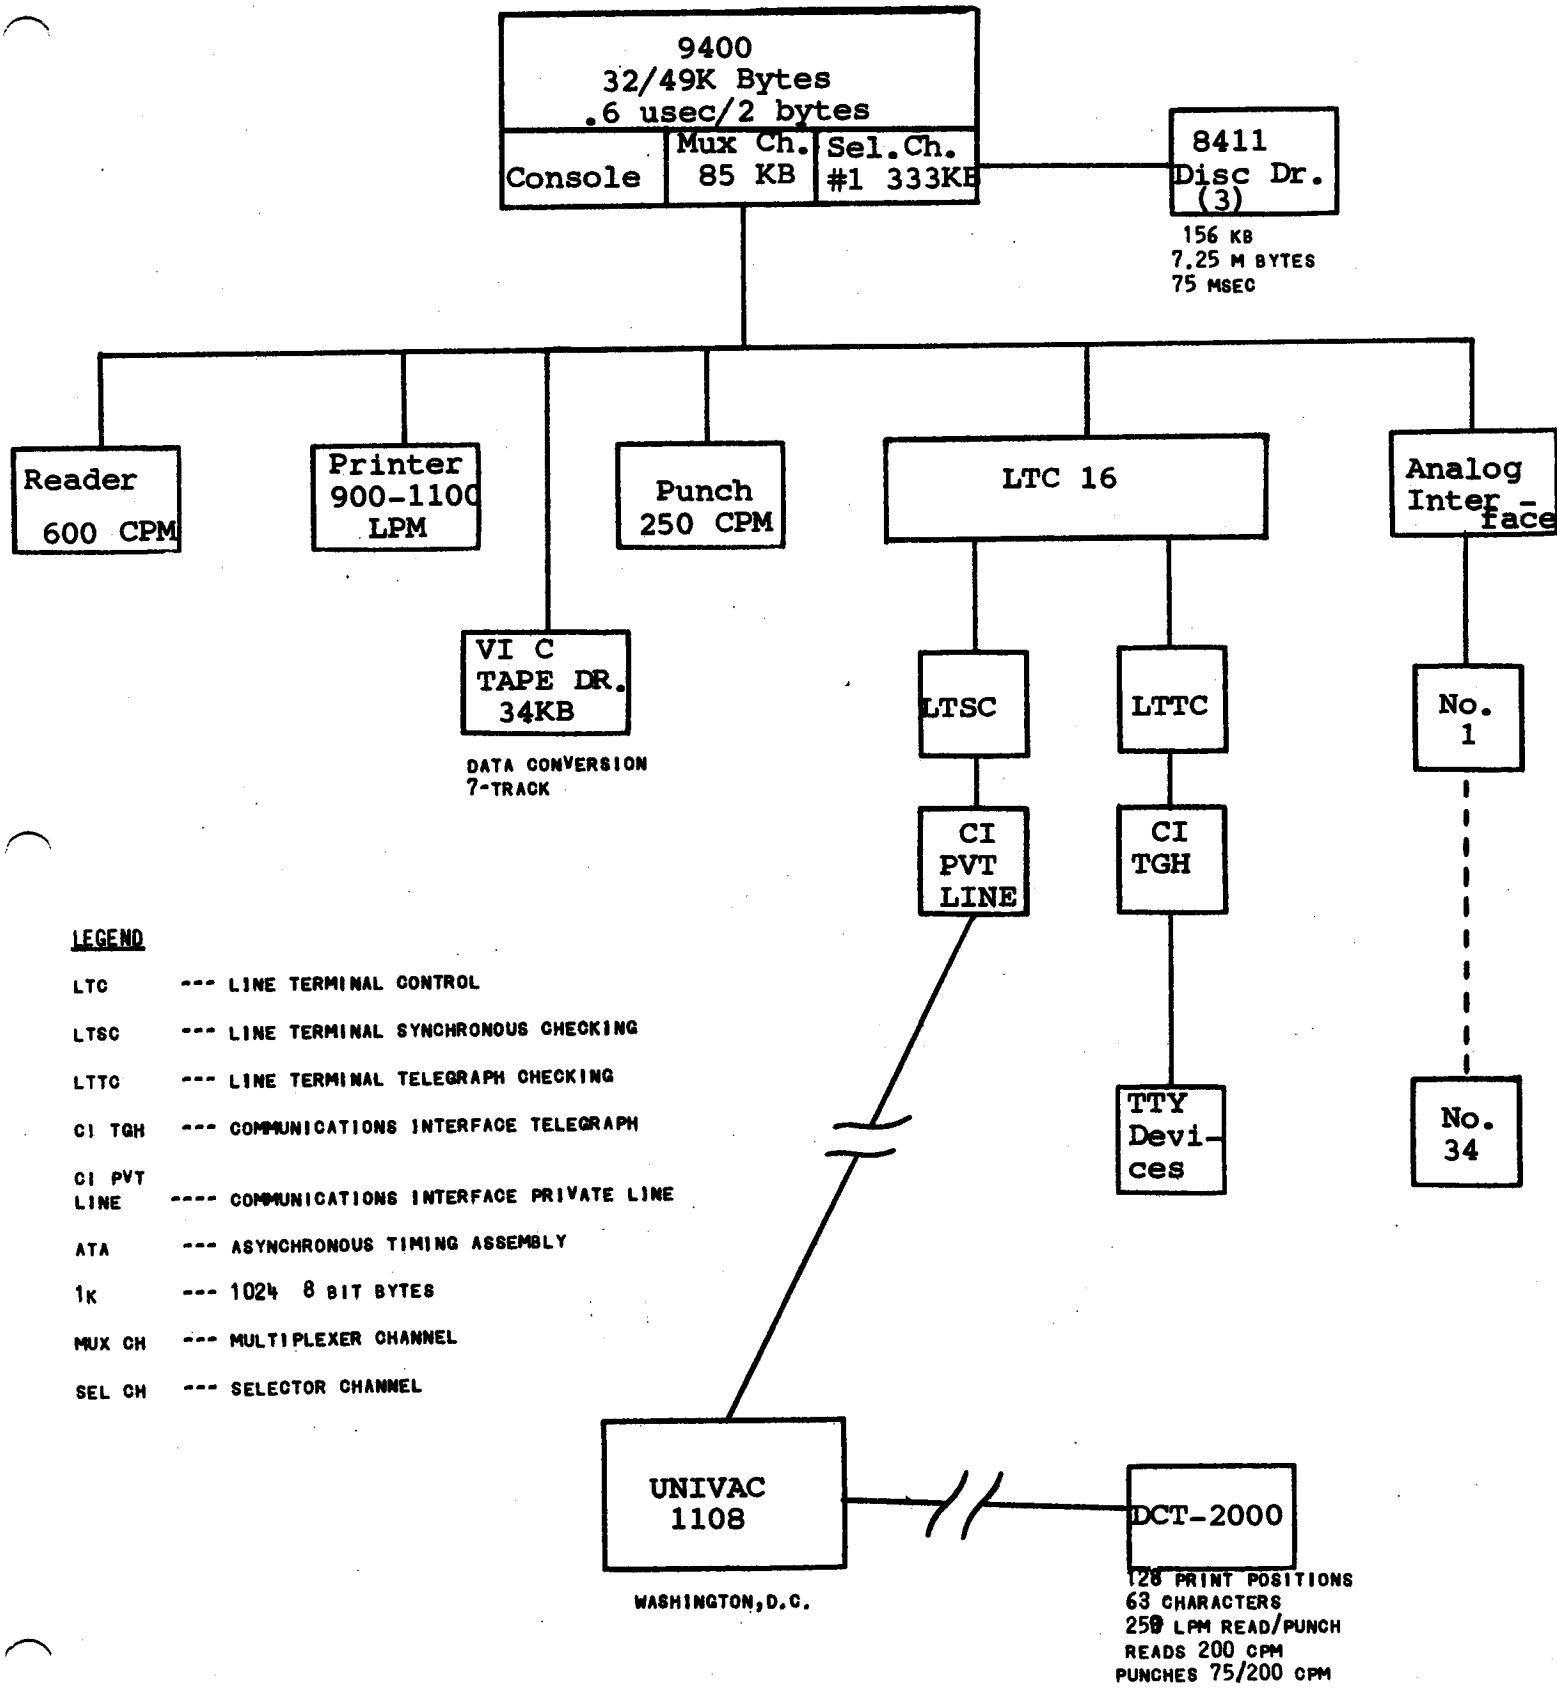 9400
32/49K Bytes
.6 usec/2 bytes
Console
Mux Ch.
85 KB
Sel.Ch.
#1 333KB
8411
Disc Dr.
(3)
156 KB
7.25 M BYTES
75 MSEC
Reader
600 CPM
Printer
900-1100
LPM
Punch
250 CPM
LTC 16
Analog
Inter-
face
VI C
TAPE DR.
34KB
DATA CONVERSION
7-TRACK
LTSC
LTTC
No.
1
CI
PVT
LINE
CI
TGH
TTY
Devi-
ces
No.
34
LEGEND
LTC --- LINE TERMINAL CONTROL
LTSC --- LINE TERMINAL SYNCHRONOUS CHECKING
LTTC --- LINE TERMINAL TELEGRAPH CHECKING
CI TGH --- COMMUNICATIONS INTERFACE TELEGRAPH
CI PVT
LINE ---- COMMUNICATIONS INTERFACE PRIVATE LINE
ATA --- ASYNCHRONOUS TIMING ASSEMBLY
1K --- 1024 8 BIT BYTES
MUX CH --- MULTIPLEXER CHANNEL
SEL CH --- SELECTOR CHANNEL
UNIVAC
1108
WASHINGTON, D.C.
DCT-2000
128 PRINT POSITIONS
63 CHARACTERS
LPM READ/PUNCH
READS 200 CPM
PUNCHES 75/200 CPM